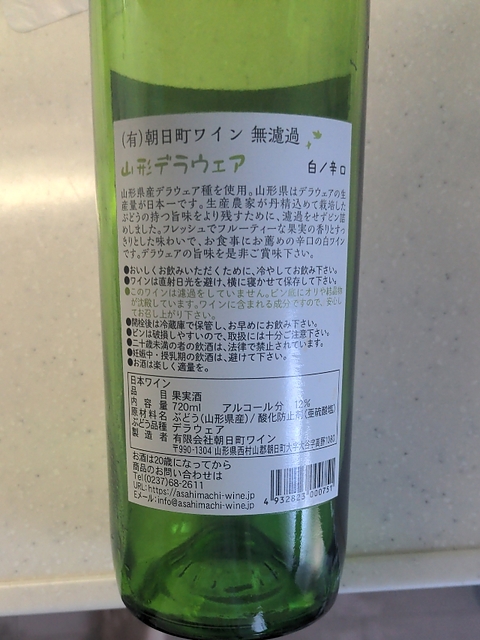 (有)朝日町ワイン 無濾過
山形デラウェア 白/辛口
山形県産デラウェア種を使用。山形県はデラウェアの生
産量が日本一です。生産農家が丹精込めて栽培した
ぶどうの持つ旨味をより残すために、濾過をせずビン詰
めしました。フレッシュでフルーティーな果実の香りとすっ
きりとした味わいで、お食事にお薦めの辛口の白ワイン
です。デラウェアの旨味を是非ご賞味下さい。
●おいしくお飲みいただくために、冷やしてお飲み下さい。
●ワインは直射日光を避け、横に寝かせて保存して下さい。
●このワインは濾過をしていません。ビン底にオリや結晶物
が沈殿しています。ワインに含まれる成分ですので、安心し
てお召し上がり下さい。
●開栓後は冷蔵庫で保管し、お早めにお飲み下さい。
●ビンは破損しやすいので、取扱には十分ご注意下さい。
●二十歳未満の者の飲酒は、法律で禁止されています。
●妊娠中・授乳期の飲酒は、避けて下さい。
●お酒は楽しく適量を。
日本ワイン
品目 果実酒
内容量 720ml アルコール分 12%
原材料名 ぶどう(山形県産)/酸化防止剤(亜硫酸塩)
ぶどう品種 デラウェア
製造者 有限会社朝日町ワイン
〒990-1304 山形県西村山郡朝日町大字大谷字高野1080
お酒は20歳になってから
商品のお問い合わせは
Tel(0237)68-2611
URL:https://asahimachi-wine.jp
Eメール:info@asahimachi-wine.jp
4 932823 000751